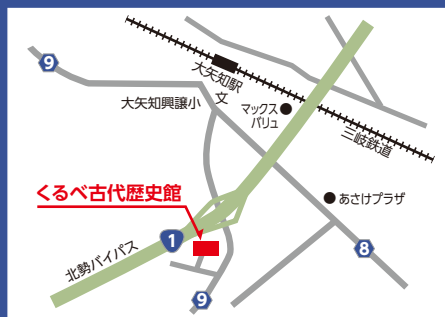 9
大矢知駅
文
大矢知興譲小
マックス
バリュ
三岐鉄道
くるべ古代歴史館
あさけプラザ
1
北勢バイパス
8
9